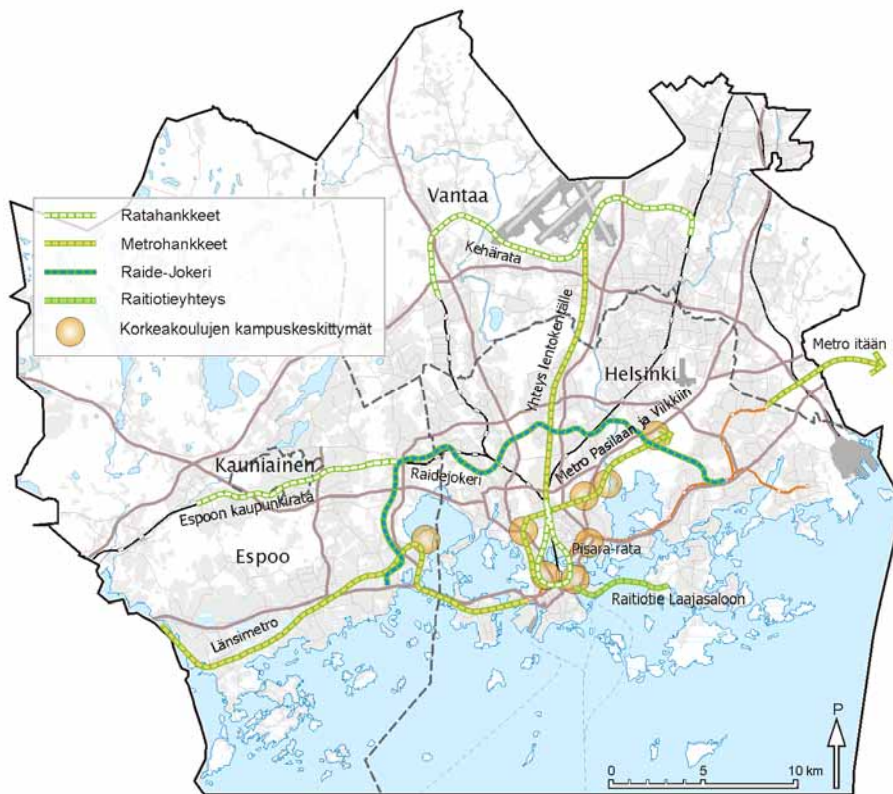 Ratahankkeet
Metrohankkeet
Raide-Jokeri
Raitiotieyhteys
Korkeakoulujen kampuskeskittymät
Vantaa
Kehärata
Yhteys lentokentälle
Metro itään
Helsinki
Metro Pasilaan ja Viikkiin
Kauniainen
Raidejokeri
Espoon kaupunkirata
Espoo
Pisara-rata
Raitiotie Laajasaloon
Länsimetro
P
0 5 10 km